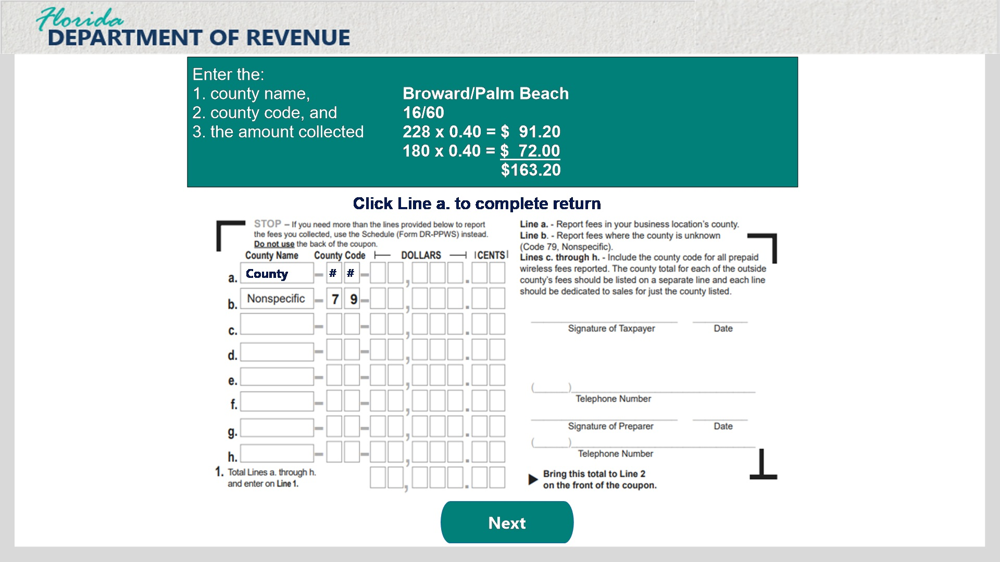 Florida
DEPARTMENT OF REVENUE
Enter the:
1. county name, Broward/Palm Beach
2. county code, and 16/60
3. the amount collected 228 x 0.40 = $ 91.20
180 x 0.40 = $ 72.00
$163.20
Click Line a. to complete return
STOP – If you need more than the lines provided below to report
the fees you collected, use the Schedule (Form DR-PPWS) instead.
Do not use the back of the coupon.
County Name County Code DOLLARS CENTS
a. County – # # – , .
b. Nonspecific – 7 9 – , .
c. – – , .
d. – – , .
e. – – , .
f. – – , .
g. – – , .
h. – – , .
1. Total Lines a. through h.
and enter on Line 1. , .
Line a. - Report fees in your business location's county.
Line b. - Report fees where the county is unknown
(Code 79, Nonspecific).
Lines c. through h. - Include the county code for all prepaid
wireless fees reported. The county total for each of the outside
county's fees should be listed on a separate line and each line
should be dedicated to sales for just the county listed.
Signature of Taxpayer Date
(______)
Telephone Number
Signature of Preparer Date
(______)
Telephone Number
Bring this total to Line 2
on the front of the coupon.
Next